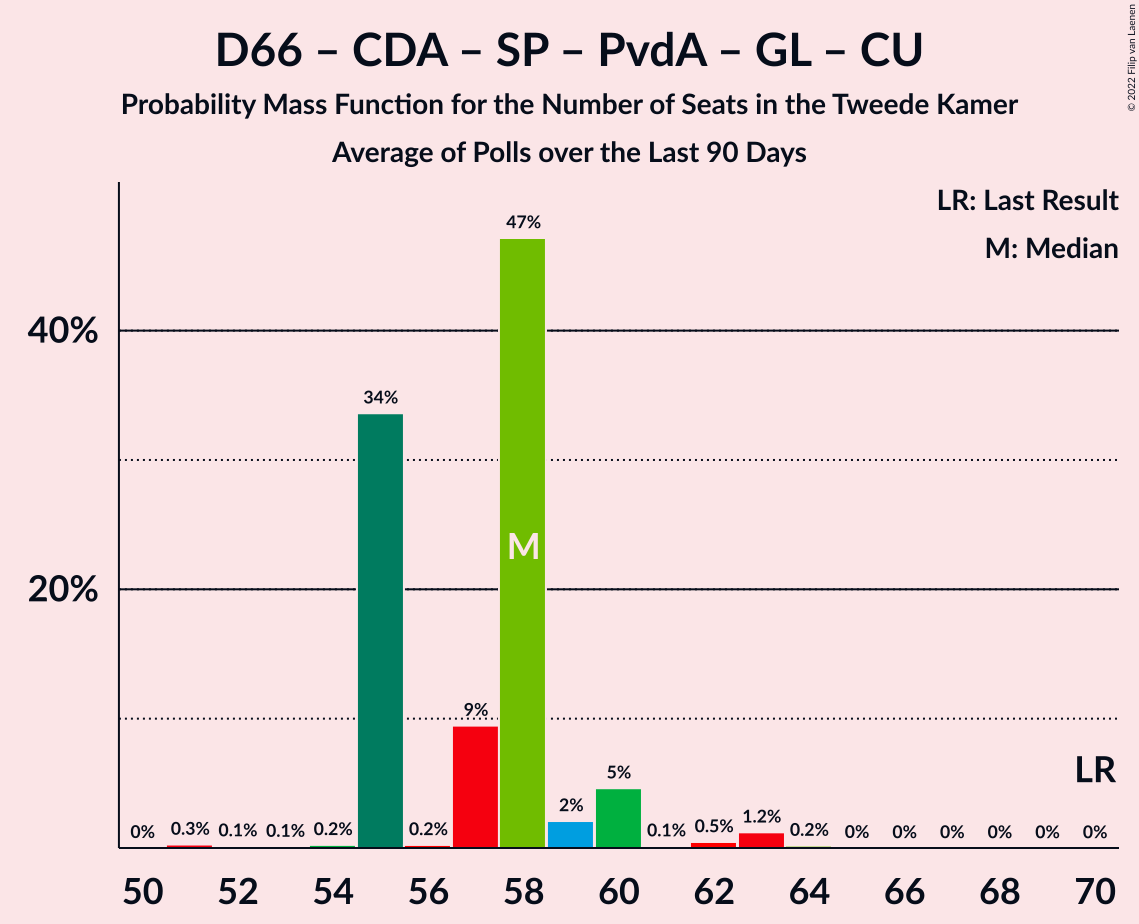 D66 – CDA – SP – PvdA – GL – CU
Probability Mass Function for the Number of Seats in the Tweede Kamer
Average of Polls over the Last 90 Days
© 2022 Filip van Laenen
LR: Last Result
M: Median
47%
40%
34%
M
20%
9%
LR
5%
2%
0% 0.3% 0.1% 0.1% 0.2% 0.2% 0.1% 0.5% 1.2% 0.2% 0% 0% 0% 0% 0% 0%
50 52 54 56 58 60 62 64 66 68 70